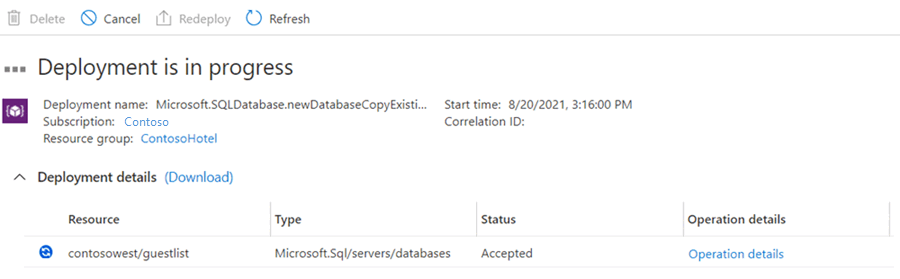 Delete Cancel Redeploy Refresh
Deployment is in progress
Deployment name: Microsoft.SQLDatabase.newDatabaseCopyExisti... Start time: 8/20/2021, 3:16:00 PM
Subscription: Contoso Correlation ID:
Resource group: ContosoHotel
Deployment details (Download)
Resource Type Status Operation details
contosowest/guestlist Microsoft.Sql/servers/databases Accepted Operation details